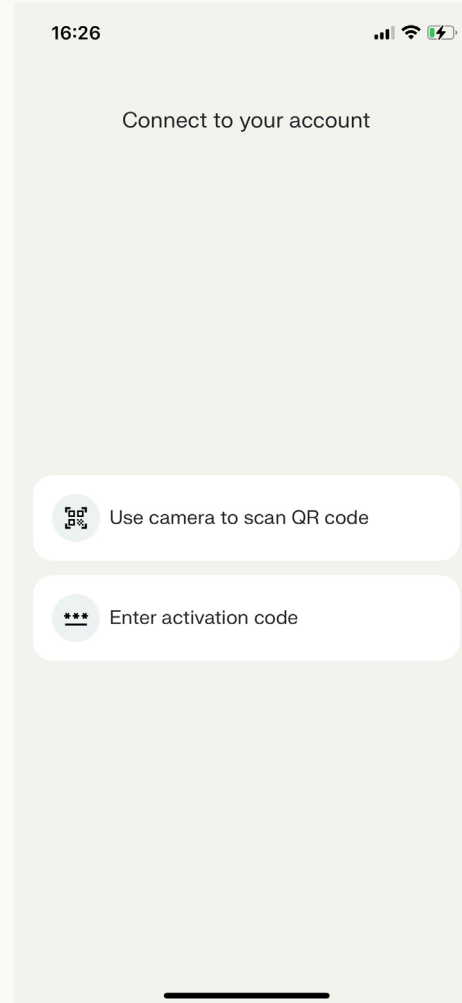 16:26
Connect to your account
Use camera to scan QR code
*** Enter activation code